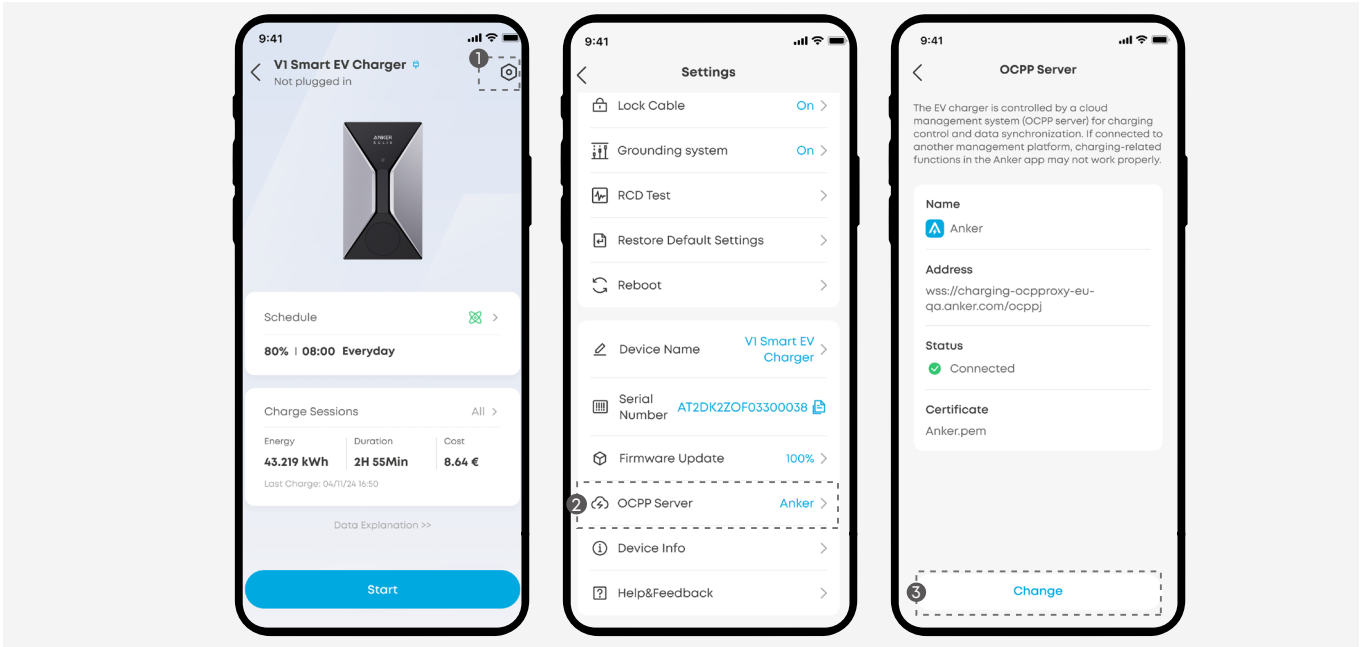 9:41
V1 Smart EV Charger
Not plugged in
1
ANKER
SOLIX
Schedule
80% | 08:00 Everyday
Charge Sessions All
Energy Duration Cost
43.219 kWh 2H 55Min 8.64 €
Last Charge: 04/11/24 16:50
Data Explanation >>
Start
9:41
Settings
Lock Cable On
Grounding system On
RCD Test
Restore Default Settings
Reboot
Device Name V1 Smart EV
Charger
Serial
Number AT2DK2ZOF03300038
Firmware Update 100%
2 OCPP Server Anker
Device Info
Help&Feedback
9:41
OCPP Server
The EV charger is controlled by a cloud
management system (OCPP server) for charging
control and data synchronization. If connected to
another management platform, charging-related
functions in the Anker app may not work properly.
Name
Anker
Address
wss://charging-ocpproxy-eu-
qa.anker.com/ocppj
Status
Connected
Certificate
Anker.pem
3 Change